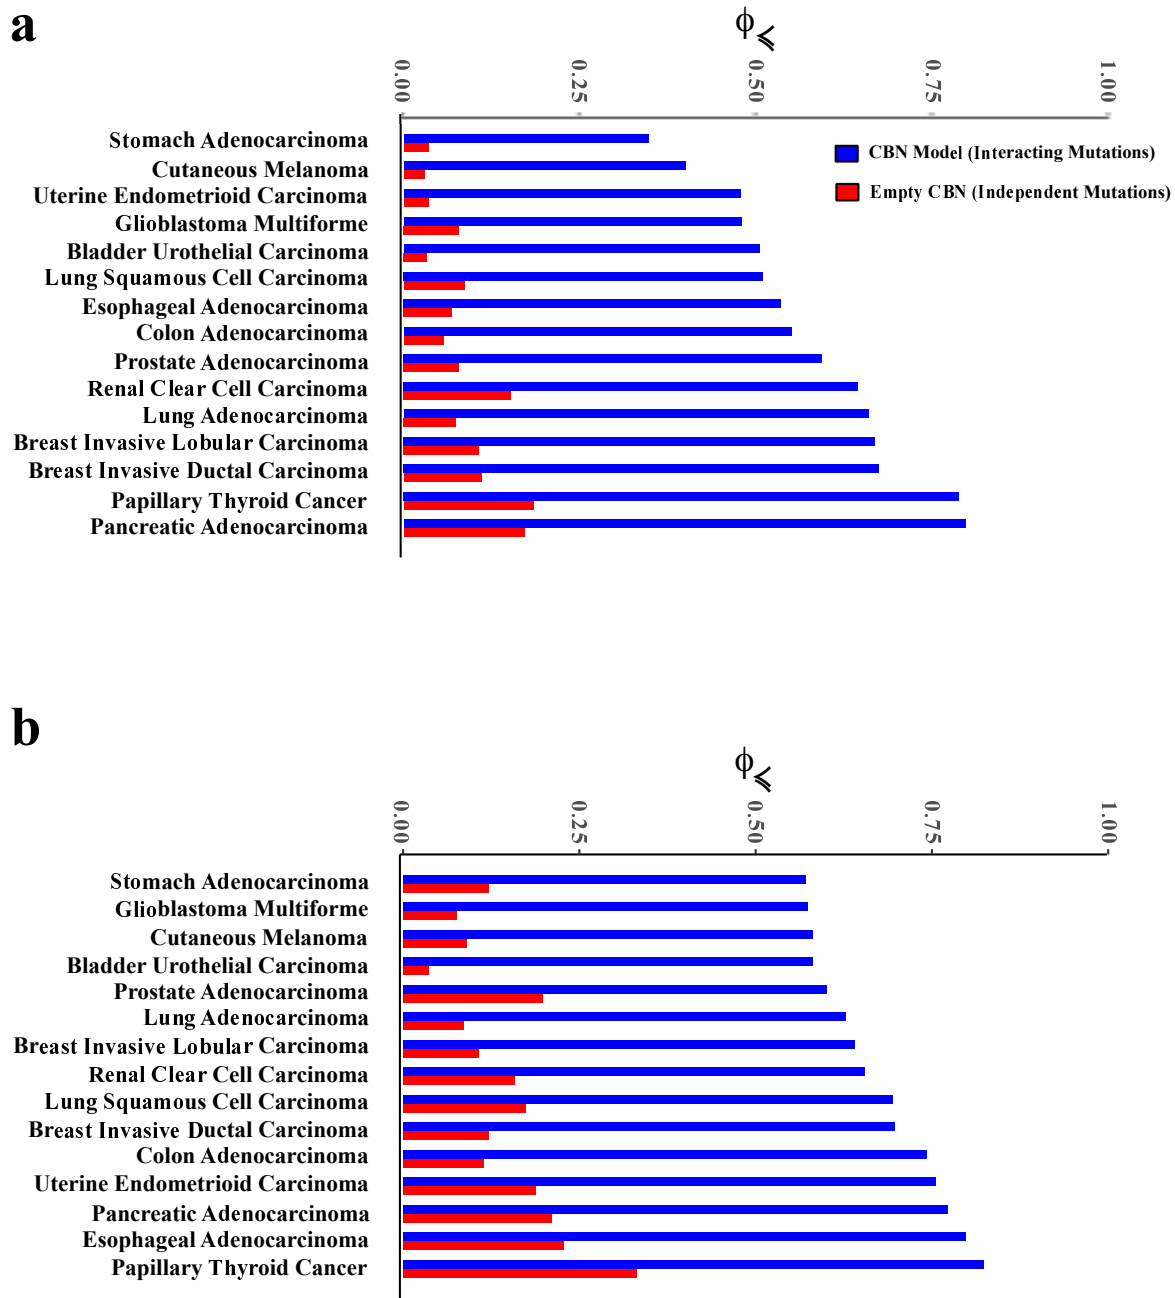 a
ϕ≼
0.00 0.25 0.50 0.75 1.00
Stomach Adenocarcinoma
Cutaneous Melanoma
Uterine Endometrioid Carcinoma
Glioblastoma Multiforme
Bladder Urothelial Carcinoma
Lung Squamous Cell Carcinoma
Esophageal Adenocarcinoma
Colon Adenocarcinoma
Prostate Adenocarcinoma
Renal Clear Cell Carcinoma
Lung Adenocarcinoma
Breast Invasive Lobular Carcinoma
Breast Invasive Ductal Carcinoma
Papillary Thyroid Cancer
Pancreatic Adenocarcinoma
CBN Model (Interacting Mutations)
Empty CBN (Independent Mutations)
b
ϕ≼
0.00 0.25 0.50 0.75 1.00
Stomach Adenocarcinoma
Glioblastoma Multiforme
Cutaneous Melanoma
Bladder Urothelial Carcinoma
Prostate Adenocarcinoma
Lung Adenocarcinoma
Breast Invasive Lobular Carcinoma
Renal Clear Cell Carcinoma
Lung Squamous Cell Carcinoma
Breast Invasive Ductal Carcinoma
Colon Adenocarcinoma
Uterine Endometrioid Carcinoma
Pancreatic Adenocarcinoma
Esophageal Adenocarcinoma
Papillary Thyroid Cancer